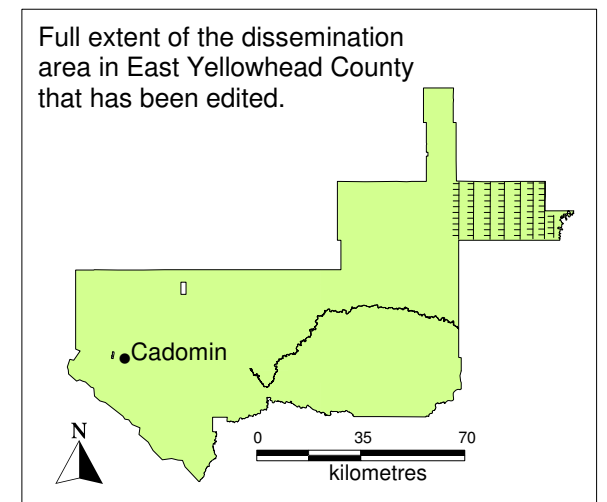 Full extent of the dissemination
area in East Yellowhead County
that has been edited.
Cadomin
N
0 35 70
kilometres